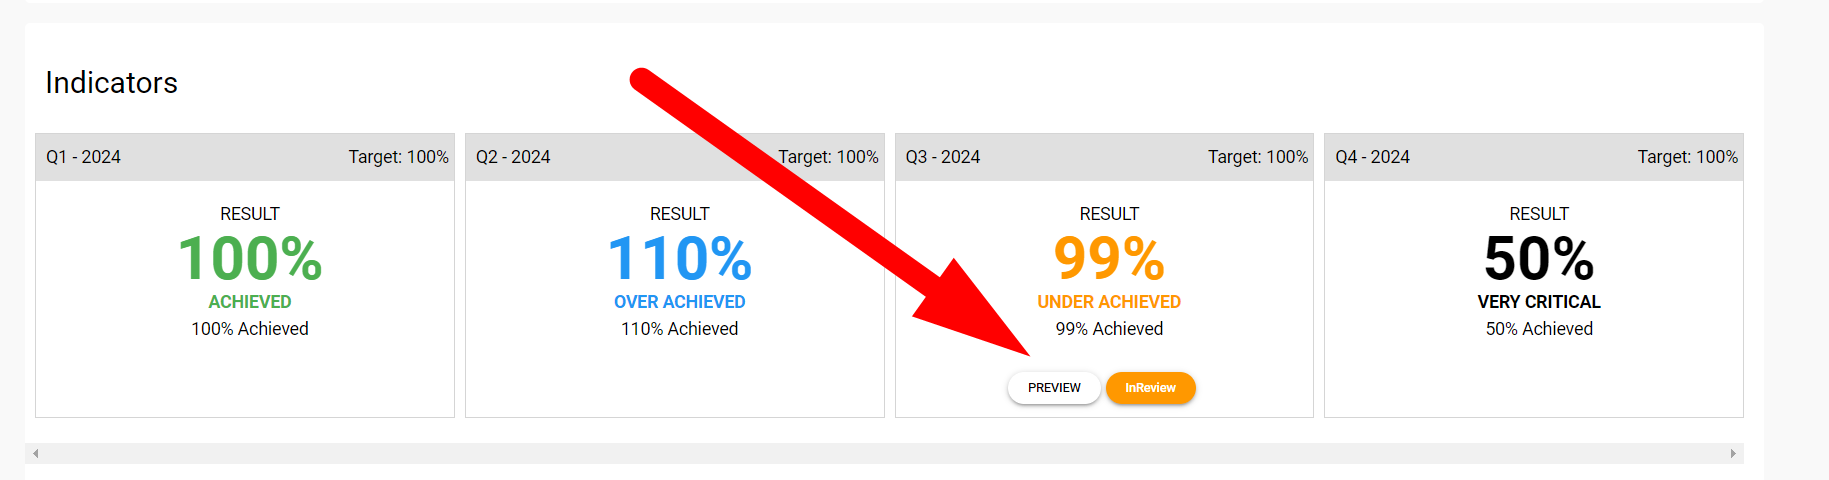 Indicators
Q1 - 2024 Target: 100%
RESULT
100%
ACHIEVED
100% Achieved
Q2 - 2024 Target: 100%
RESULT
110%
OVER ACHIEVED
110% Achieved
Q3 - 2024 Target: 100%
RESULT
99%
UNDER ACHIEVED
99% Achieved
PREVIEW InReview
Q4 - 2024 Target: 100%
RESULT
50%
VERY CRITICAL
50% Achieved